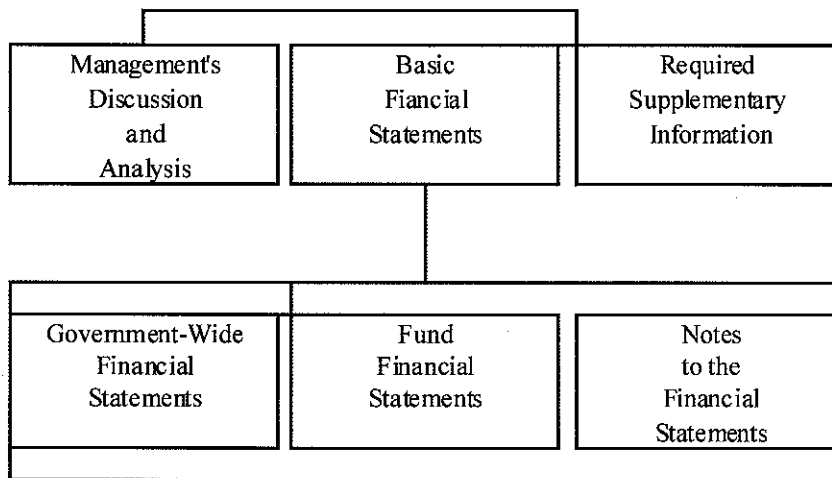 Management's
Discussion
and
Analysis
Basic
Fiancial
Statements
Required
Supplementary
Information
Government-Wide
Financial
Statements
Fund
Financial
Statements
Notes
to the
Financial
Statements